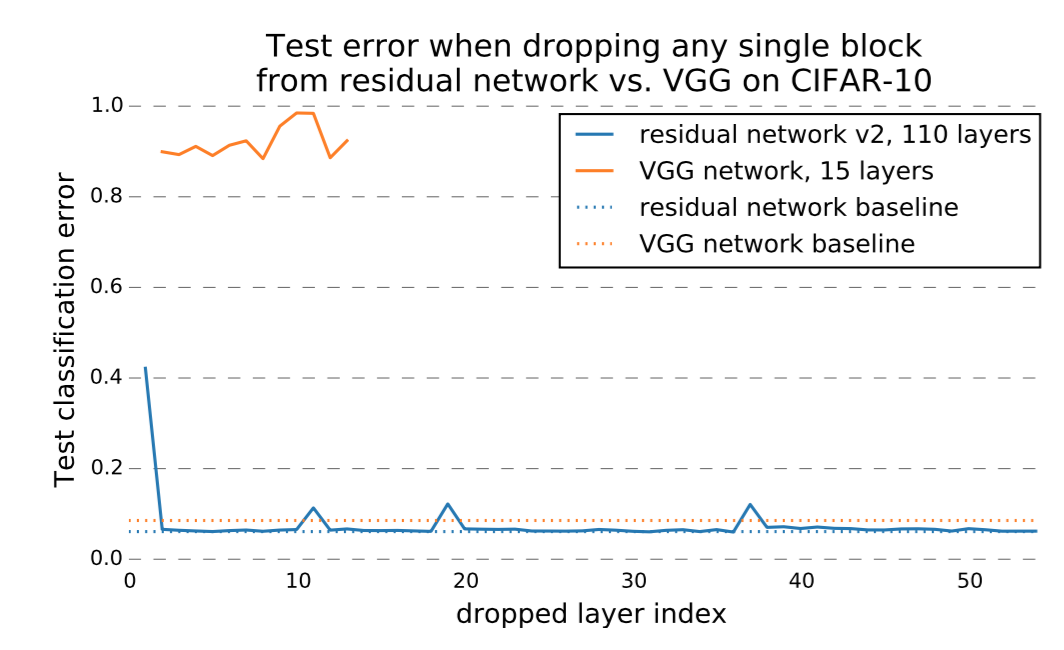 Test error when dropping any single block
from residual network vs. VGG on CIFAR-10
1.0
0.8
0.6
0.4
0.2
0.0
Test classification error
residual network v2, 110 layers
VGG network, 15 layers
residual network baseline
VGG network baseline
0 10 20 30 40 50
dropped layer index